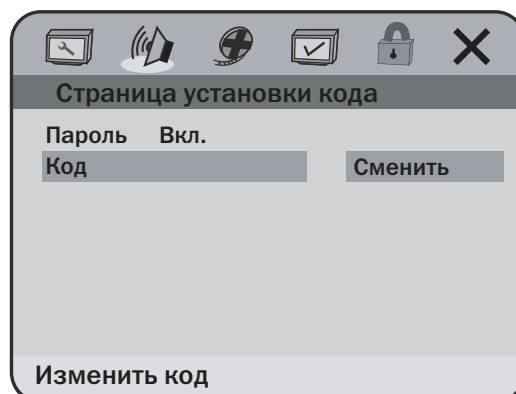 Страница установки кода
Пароль Вкл.
Код Сменить
Изменить код